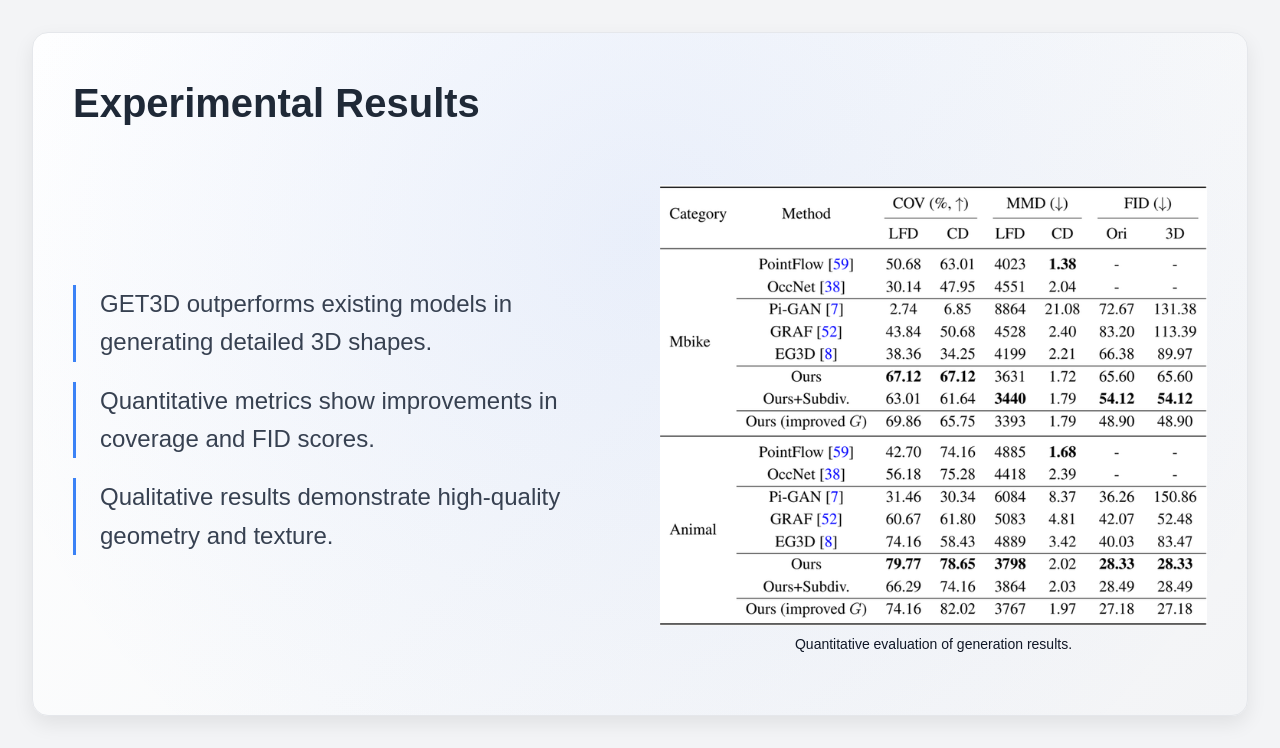 Experimental Results
GET3D outperforms existing models in
generating detailed 3D shapes.
Quantitative metrics show improvements in
coverage and FID scores.
Qualitative results demonstrate high-quality
geometry and texture.
Category Method COV (%, ↑) MMD (↓) FID (↓)
LFD CD LFD CD Ori 3D
Mbike
PointFlow [59] 50.68 63.01 4023 1.38 - -
OccNet [38] 30.14 47.95 4551 2.04 - -
Pi-GAN [7] 2.74 6.85 8864 21.08 72.67 131.38
GRAF [52] 43.84 50.68 4528 2.40 83.20 113.39
EG3D [8] 38.36 34.25 4199 2.21 66.38 89.97
Ours 67.12 67.12 3631 1.72 65.60 65.60
Ours+Subdiv. 63.01 61.64 3440 1.79 54.12 54.12
Ours (improved G) 69.86 65.75 3393 1.79 48.90 48.90
Animal
PointFlow [59] 42.70 74.16 4885 1.68 - -
OccNet [38] 56.18 75.28 4418 2.39 - -
Pi-GAN [7] 31.46 30.34 6084 8.37 36.26 150.86
GRAF [52] 60.67 61.80 5083 4.81 42.07 52.48
EG3D [8] 74.16 58.43 4889 3.42 40.03 83.47
Ours 79.77 78.65 3798 2.02 28.33 28.33
Ours+Subdiv. 66.29 74.16 3864 2.03 28.49 28.49
Ours (improved G) 74.16 82.02 3767 1.97 27.18 27.18
Quantitative evaluation of generation results.